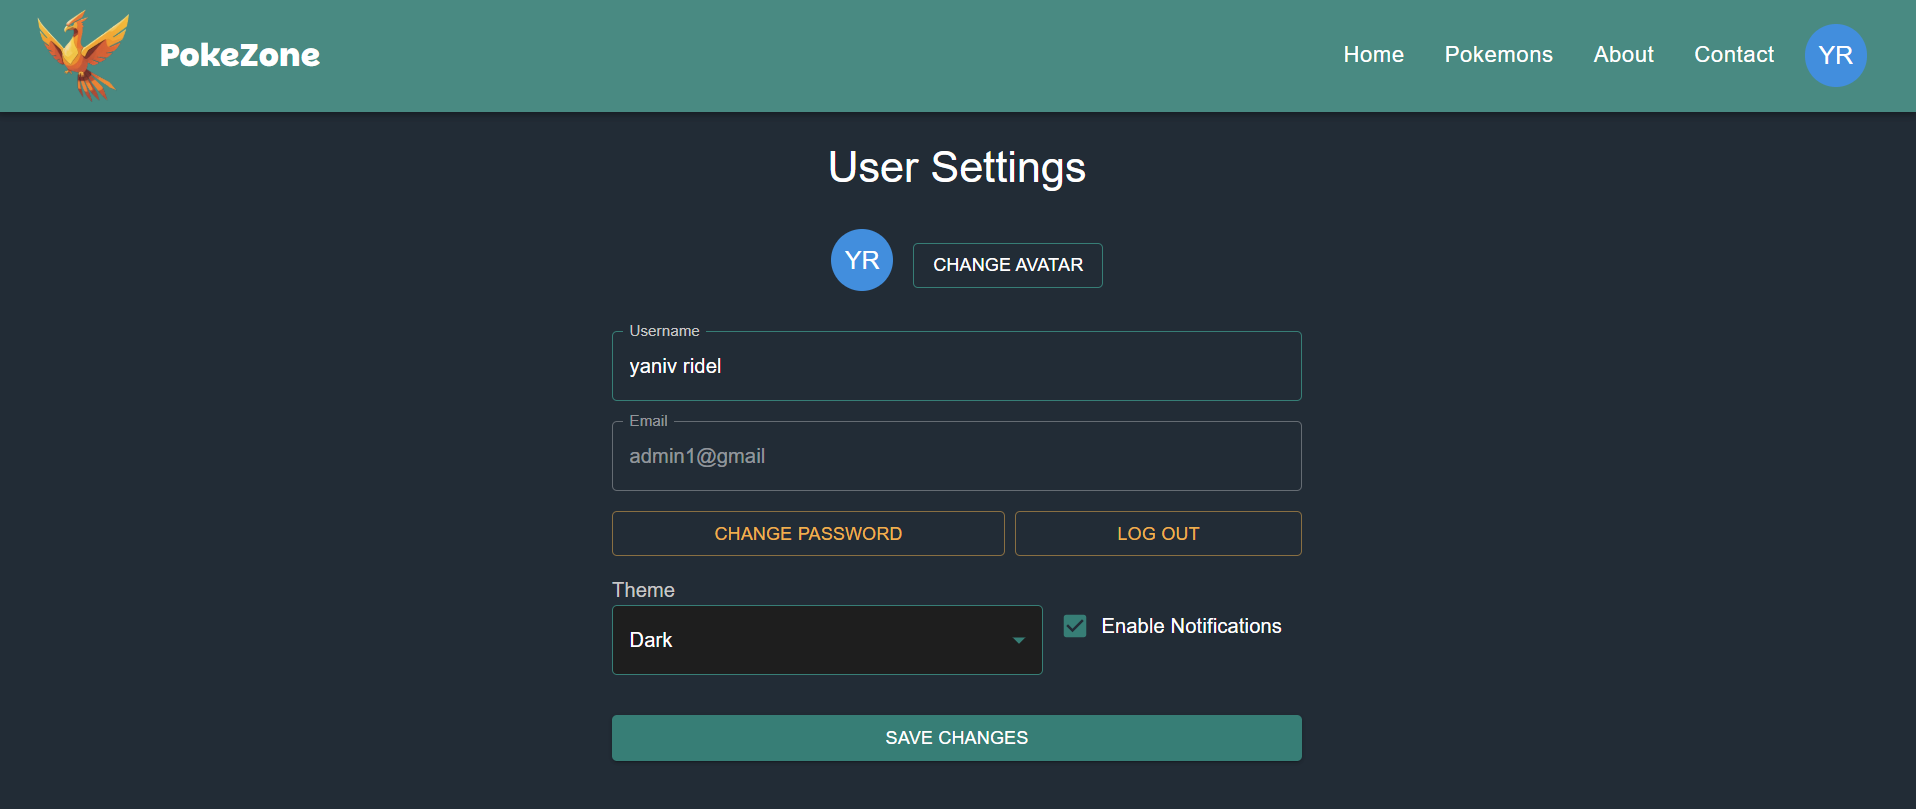 PokeZone
Home Pokemons About Contact YR
User Settings
YR CHANGE AVATAR
Username
yaniv ridel
Email
admin1@gmail
CHANGE PASSWORD LOG OUT
Theme
Dark Enable Notifications
SAVE CHANGES